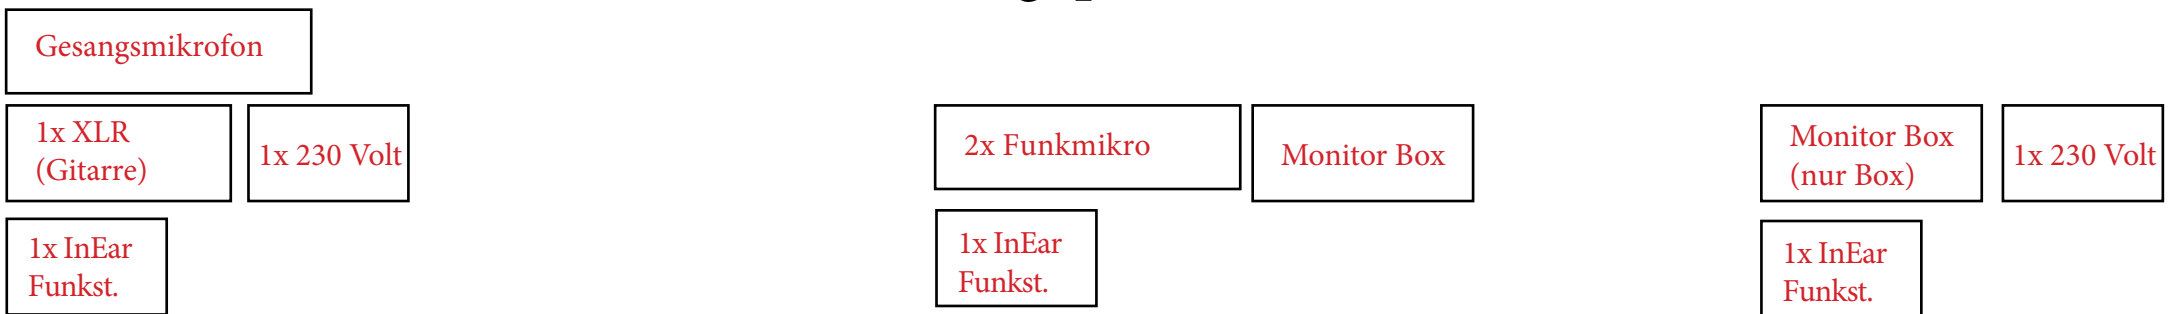 Gesangsmikrofon
1x XLR
(Gitarre)
1x 230 Volt
1x InEar
Funkst.
2x Funkmikro
Monitor Box
1x InEar
Funkst.
Monitor Box
(nur Box)
1x 230 Volt
1x InEar
Funkst.